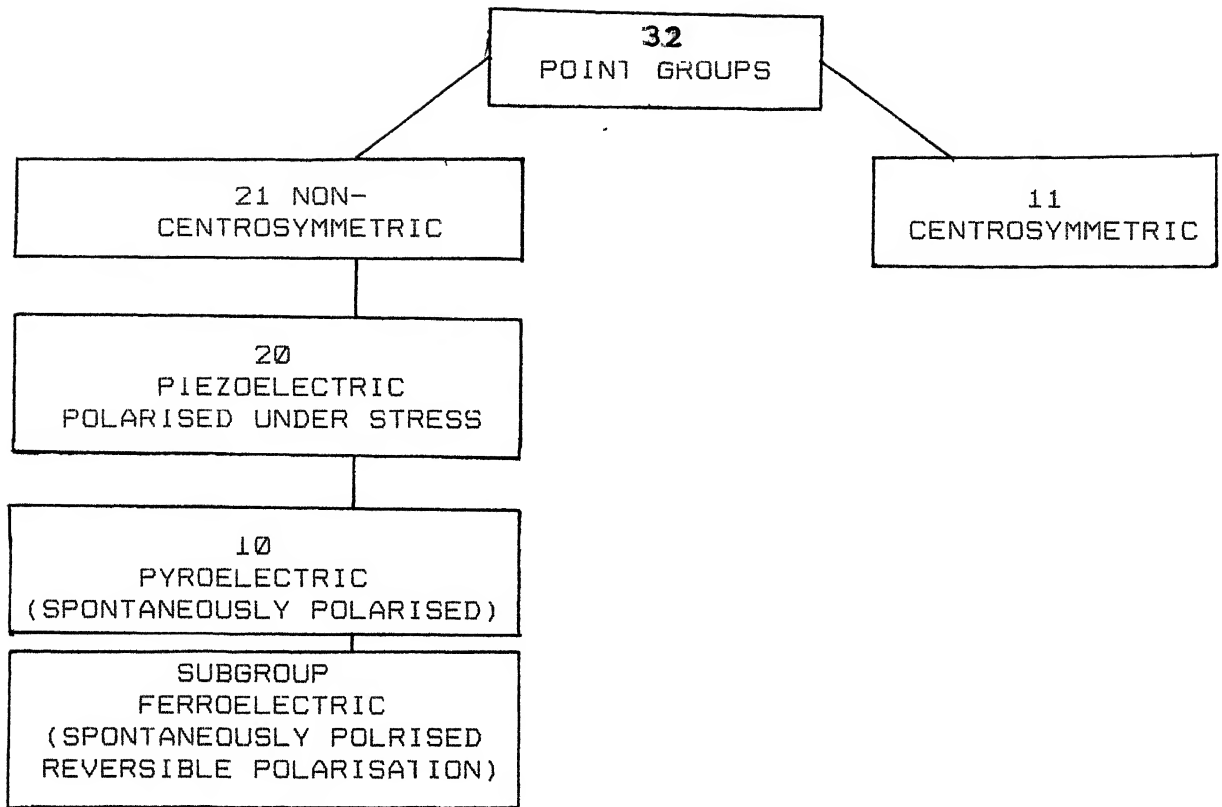 32
POINT GROUPS
21 NON-
CENTROSYMMETRIC
11
CENTROSYMMETRIC
20
PIEZOELECTRIC
POLARISED UNDER STRESS
10
PYROELECTRIC
(SPONTANEOUSLY POLARISED)
SUBGROUP
FERROELECTRIC
(SPONTANEOUSLY POLRISED
REVERSIBLE POLARISATION)